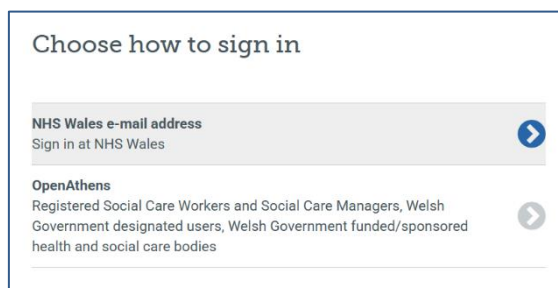 Choose how to sign in
NHS Wales e-mail address
Sign in at NHS Wales
OpenAthens
Registered Social Care Workers and Social Care Managers, Welsh
Government designated users, Welsh Government funded/sponsored
health and social care bodies